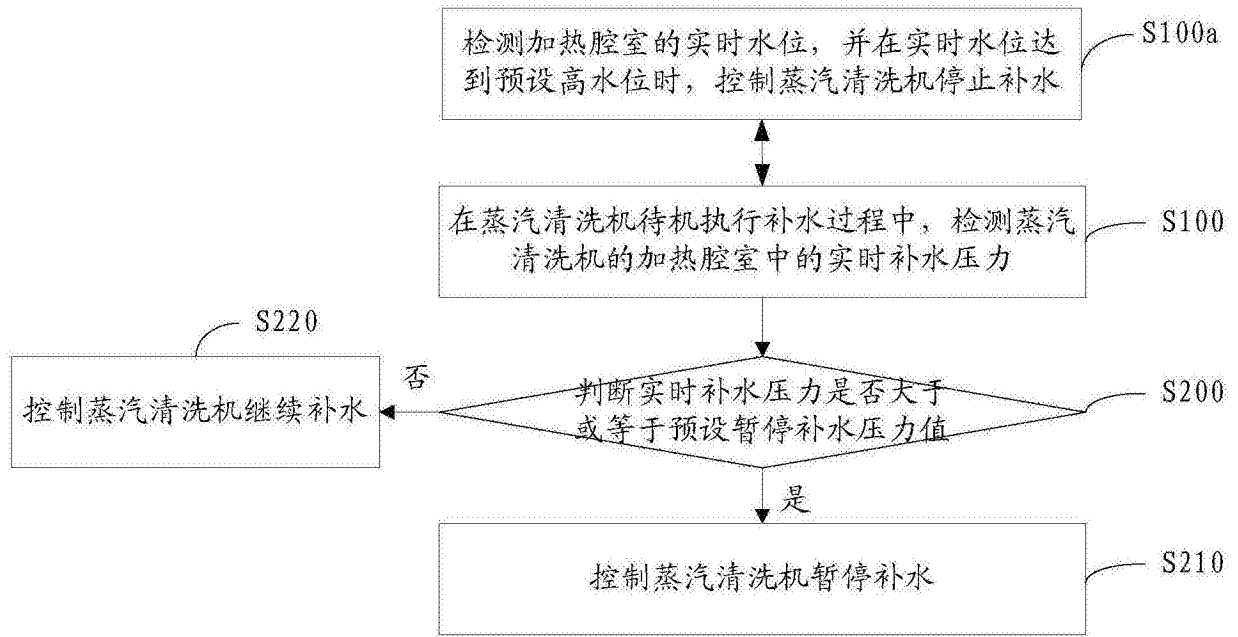 检测加热腔室的实时水位，并在实时水位达
到预设高水位时，控制蒸汽清洗机停止补水
S100a
在蒸汽清洗机待机执行补水过程中，检测蒸汽
清洗机的加热腔室中的实时补水压力
S100
S220
控制蒸汽清洗机继续补水
否
判断实时补水压力是否大于
或等于预设暂停补水压力值
S200
是
控制蒸汽清洗机暂停补水
S210